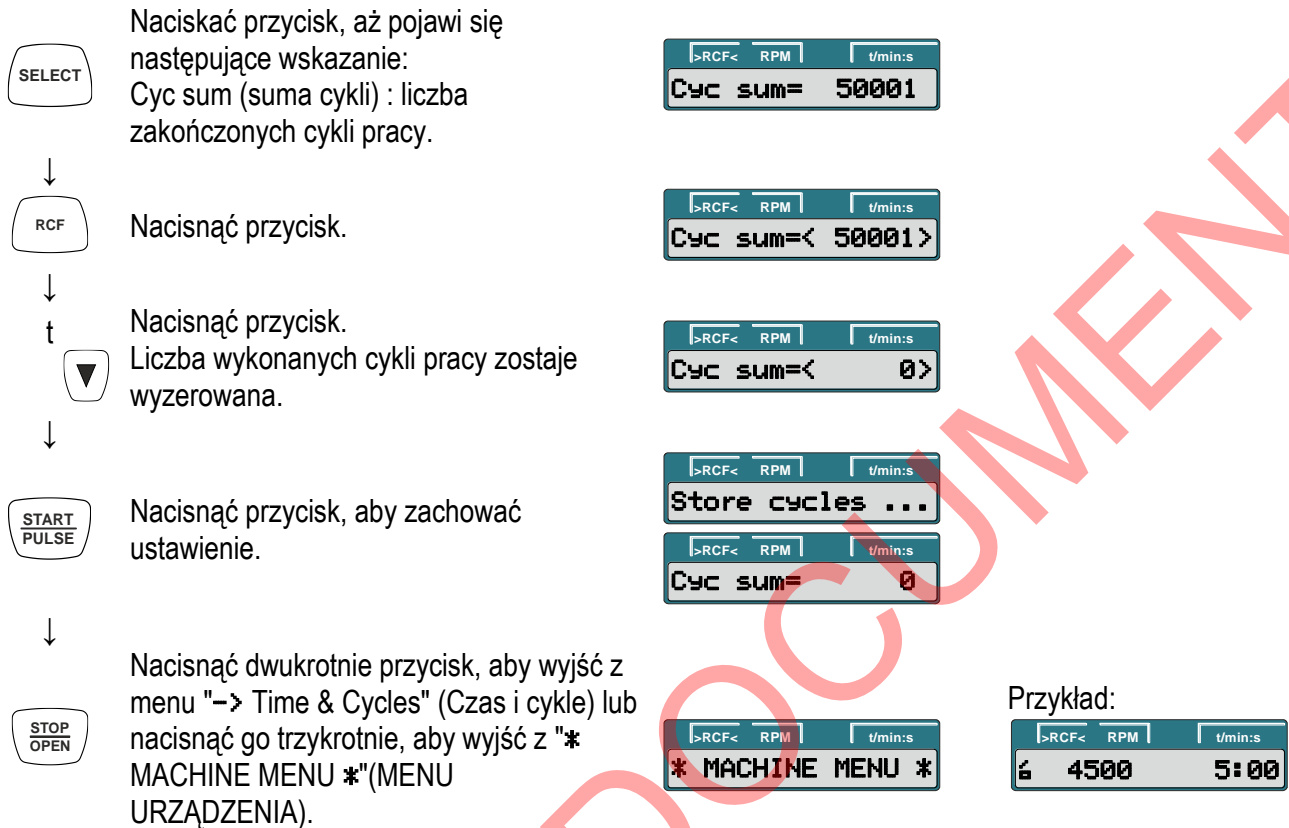 Naciskać przycisk, aż pojawi się
następujące wskazanie:
Cyc sum (suma cykli) : liczba
zakończonych cykli pracy.
SELECT
>RCF< RPM t/min:s
Cyc sum= 50001
↓
RCF
Nacisnąć przycisk.
>RCF< RPM t/min:s
Cyc sum=< 50001>
↓
t
▼
Nacisnąć przycisk.
Liczba wykonanych cykli pracy zostaje
wyzerowana.
>RCF< RPM t/min:s
Cyc sum=< 0>
↓
START
PULSE
Nacisnąć przycisk, aby zachować
ustawienie.
>RCF< RPM t/min:s
Store cycles ...
>RCF< RPM t/min:s
Cyc sum= 0
↓
STOP
OPEN
Nacisnąć dwukrotnie przycisk, aby wyjść z
menu "-> Time & Cycles" (Czas i cykle) lub
nacisnąć go trzykrotnie, aby wyjść z "*
MACHINE MENU *"(MENU
URZĄDZENIA).
>RCF< RPM t/min:s
* MACHINE MENU *
Przykład:
>RCF< RPM t/min:s
4500 5:00
DOCUMENT